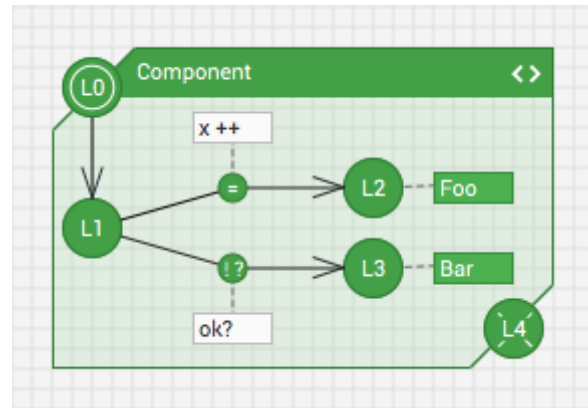 L0
Component
< >
x ++
=
L2
Foo
L1
! ?
L3
Bar
ok?
L4